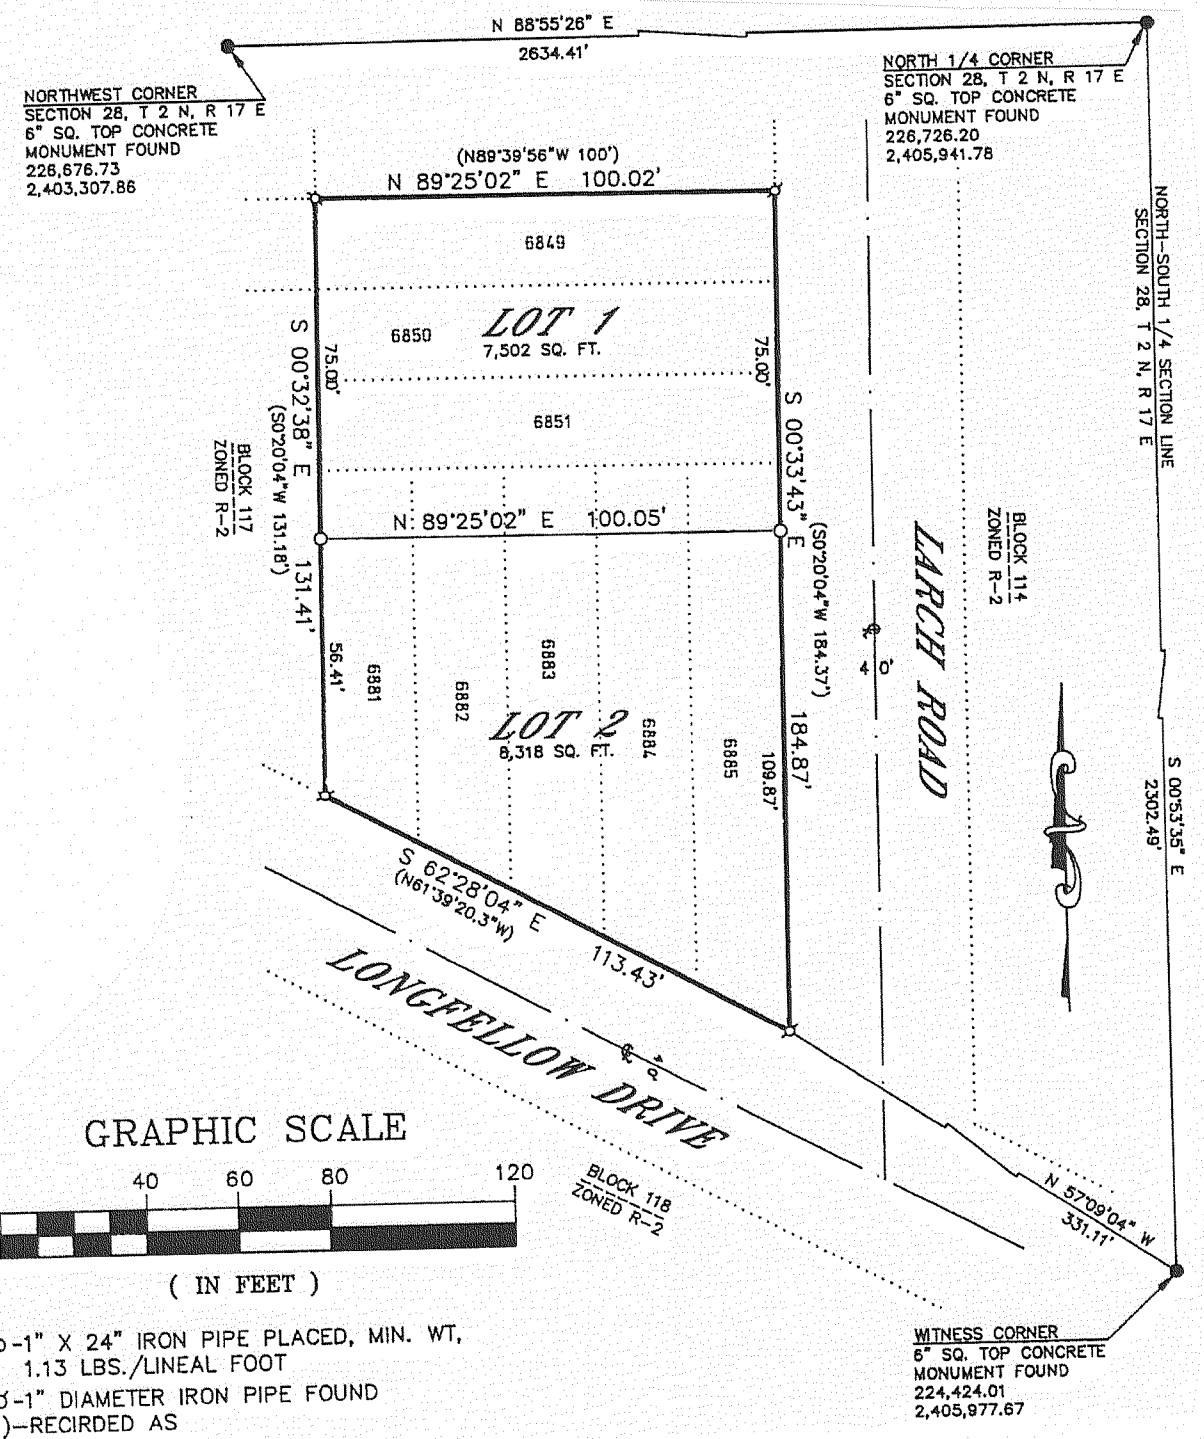 N 88°55'26" E
2634.41'
NORTHWEST CORNER
SECTION 28, T 2 N, R 17 E
6" SQ. TOP CONCRETE
MONUMENT FOUND
226,676.73
2,403,307.86
NORTH 1/4 CORNER
SECTION 28, T 2 N, R 17 E
6" SQ. TOP CONCRETE
MONUMENT FOUND
226,726.20
2,405,941.78
(N89°39'56"W 100')
N 89°25'02" E 100.02'
6849
LOT 1
7,502 SQ. FT.
6850
6851
75.00'
75.00'
S 00°32'38" E 131.41'
(S0°20'04"W 131.18')
BLOCK 117
ZONED R-2
S 00°33'43" E 184.87'
(S0°20'04"W 184.37')
N 89°25'02" E 100.05'
56.41'
6881
6882
6883
LOT 2
8,318 SQ. FT.
6884
6885
109.87'
LARCH ROAD
40'
BLOCK 114
ZONED R-2
NORTH-SOUTH 1/4 SECTION LINE
SECTION 28, T 2 N, R 17 E
S 00°53'35" E
2302.49'
S 62°28'04" E 113.43'
(N61°39'20.3"W)
LONGFELLOW DRIVE
BLOCK 118
ZONED R-2
N 57°09'04" W
331.11'
WITNESS CORNER
6" SQ. TOP CONCRETE
MONUMENT FOUND
224,424.01
2,405,977.67
GRAPHIC SCALE
40 60 80 120
( IN FEET )
-1" X 24" IRON PIPE PLACED, MIN. WT,
1.13 LBS./LINEAL FOOT
-1" DIAMETER IRON PIPE FOUND
)-RECIRDED AS